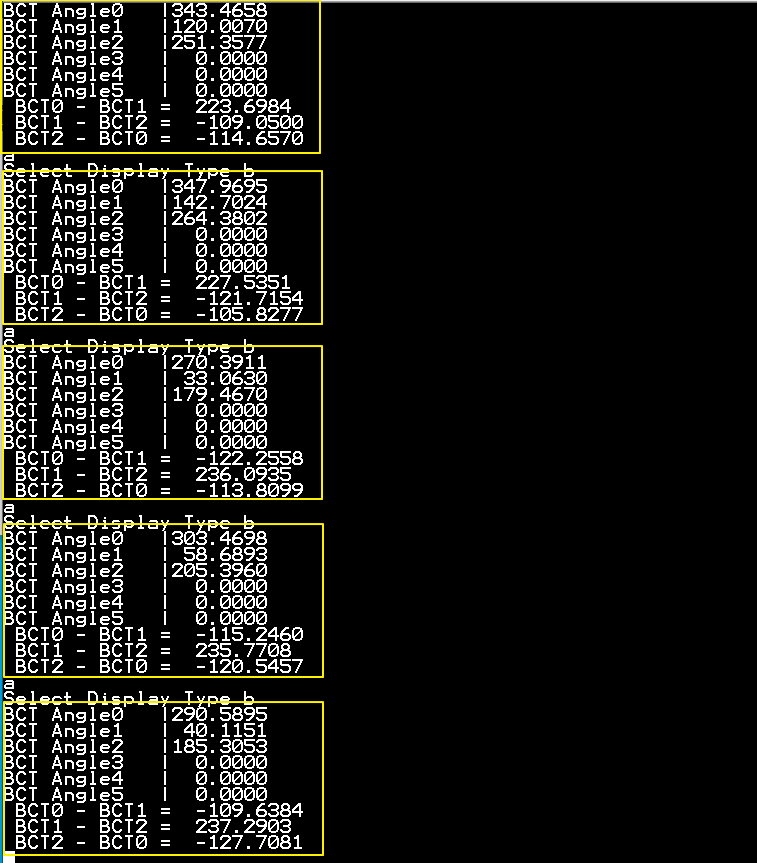 BCT Angle0   |343.4658
BCT Angle1   |120.0070
BCT Angle2   |251.3577
BCT Angle3   |  0.0000
BCT Angle4   |  0.0000
BCT Angle5   |  0.0000
 BCT0 - BCT1 =  223.6984
 BCT1 - BCT2 =  -109.0500
 BCT2 - BCT0 =  -114.6570
a
Select Display Type b
BCT Angle0   |347.9695
BCT Angle1   |142.7024
BCT Angle2   |264.3802
BCT Angle3   |  0.0000
BCT Angle4   |  0.0000
BCT Angle5   |  0.0000
 BCT0 - BCT1 =  227.5351
 BCT1 - BCT2 =  -121.7154
 BCT2 - BCT0 =  -105.8277
a
Select Display Type b
BCT Angle0   |270.3911
BCT Angle1   | 33.0630
BCT Angle2   |179.4670
BCT Angle3   |  0.0000
BCT Angle4   |  0.0000
BCT Angle5   |  0.0000
 BCT0 - BCT1 =  -122.2558
 BCT1 - BCT2 =  236.0935
 BCT2 - BCT0 =  -113.8099
a
Select Display Type b
BCT Angle0   |303.4698
BCT Angle1   | 58.6893
BCT Angle2   |205.3960
BCT Angle3   |  0.0000
BCT Angle4   |  0.0000
BCT Angle5   |  0.0000
 BCT0 - BCT1 =  -115.2460
 BCT1 - BCT2 =  235.7708
 BCT2 - BCT0 =  -120.5457
a
Select Display Type b
BCT Angle0   |290.5895
BCT Angle1   | 40.1151
BCT Angle2   |185.3053
BCT Angle3   |  0.0000
BCT Angle4   |  0.0000
BCT Angle5   |  0.0000
 BCT0 - BCT1 =  -109.6384
 BCT1 - BCT2 =  237.2903
 BCT2 - BCT0 =  -127.7081